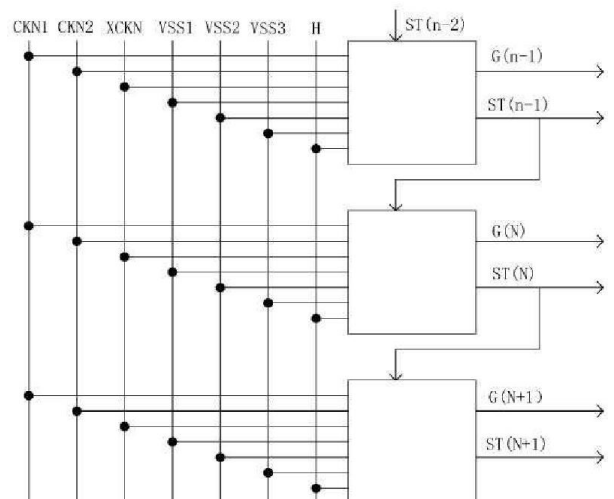 CKN1 CKN2 XCKN VSS1 VSS2 VSS3 H
ST(n-2)
G(n-1)
ST(n-1)
G(N)
ST(N)
G(N+1)
ST(N+1)